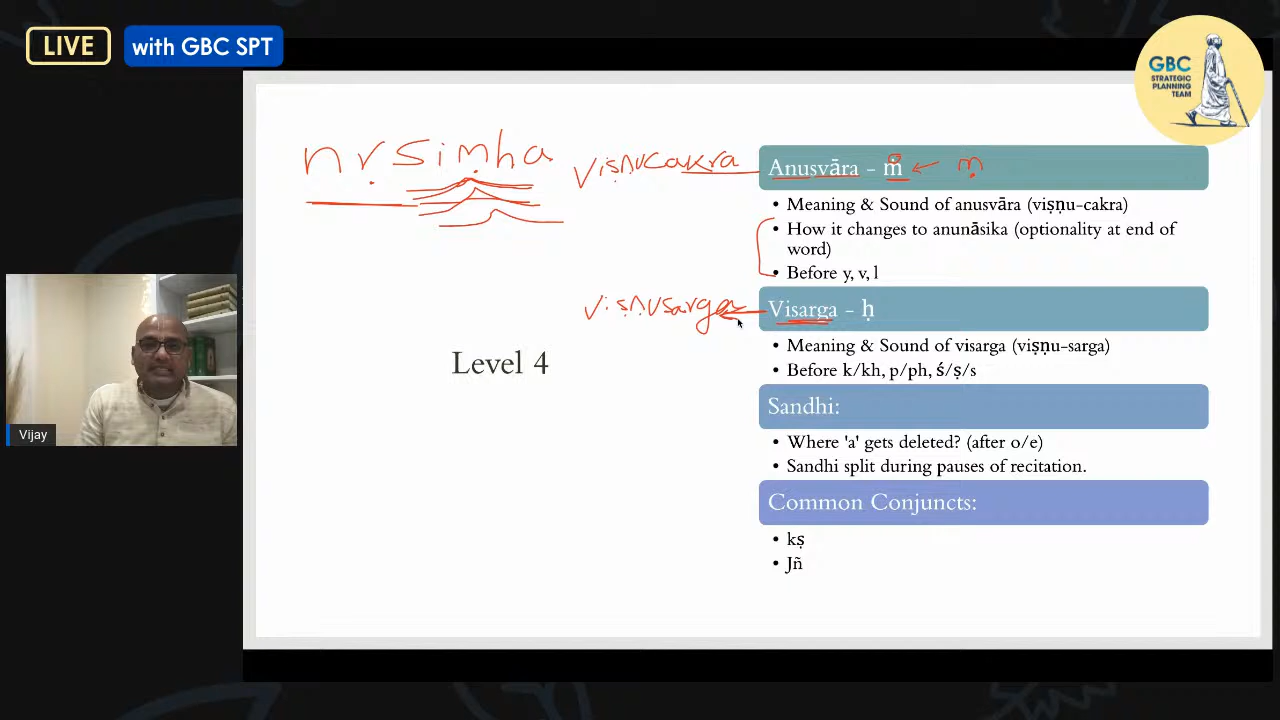 LIVE with GBC SPT
GBC
STRATEGIC
PLANNING
TEAM
nṛsiṃha
viṣṇucakra
Anusvāra - ṁ ṃ
• Meaning & Sound of anusvāra (viṣṇu-cakra)
• How it changes to anunāsika (optionality at end of
word)
• Before y, v, l
viṣṇusarga
Visarga - ḥ
• Meaning & Sound of visarga (viṣṇu-sarga)
• Before k/kh, p/ph, ś/ṣ/s
Level 4
Sandhi:
• Where 'a' gets deleted? (after o/e)
• Sandhi split during pauses of recitation.
Common Conjuncts:
• kṣ
• Jñ
Vijay